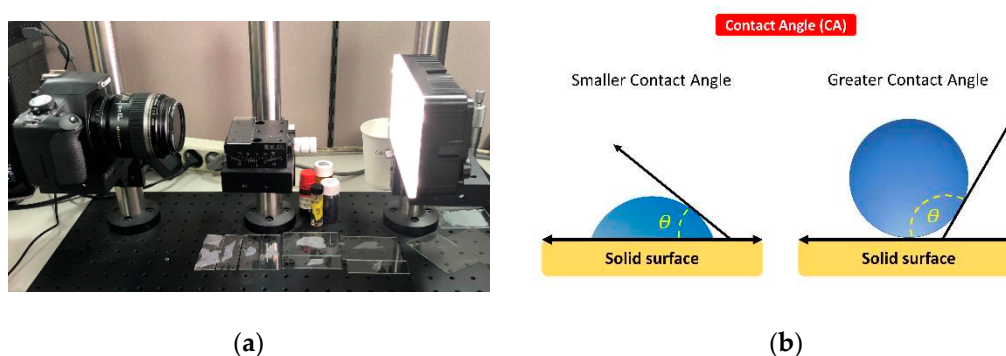 Contact Angle (CA)
Smaller Contact Angle
Greater Contact Angle
θ
θ
Solid surface
Solid surface
(a)
(b)